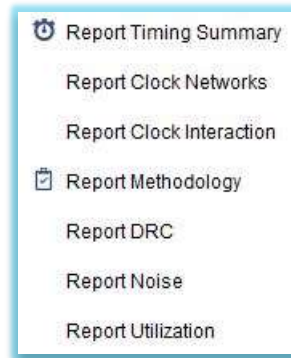 Report Timing Summary
Report Clock Networks
Report Clock Interaction
Report Methodology
Report DRC
Report Noise
Report Utilization